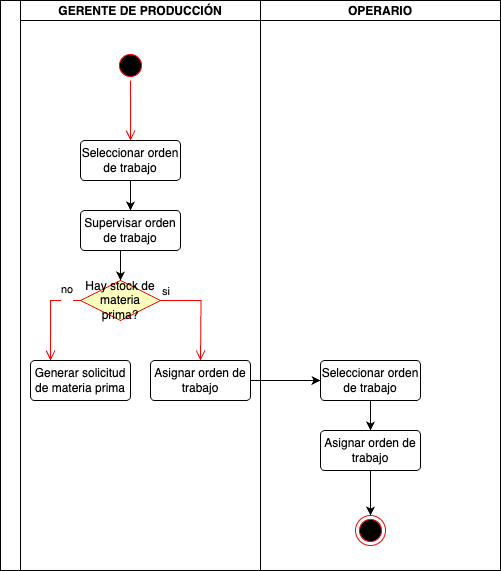 GERENTE DE PRODUCCIÓN
OPERARIO
Seleccionar orden
de trabajo
Supervisar orden
de trabajo
Hay stock de
materia
prima?
no
si
Generar solicitud
de materia prima
Asignar orden de
trabajo
Seleccionar orden
de trabajo
Asignar orden de
trabajo